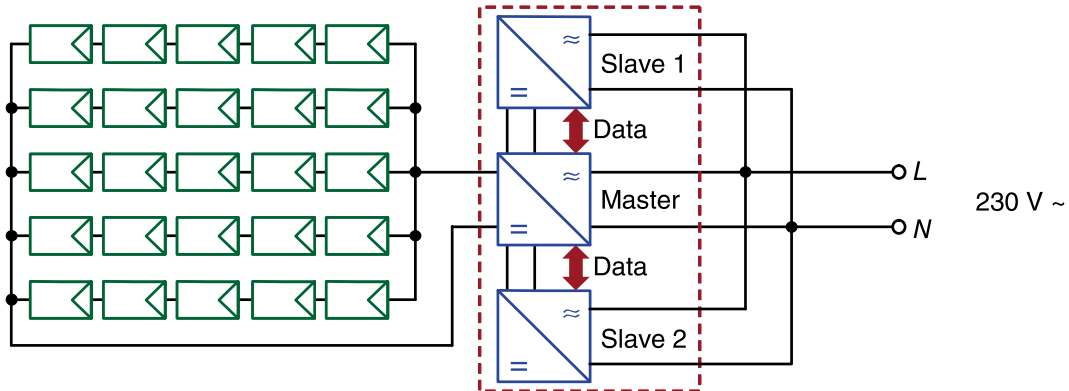 Slave 1
Data
Master
Data
Slave 2
L
N
230 V ~